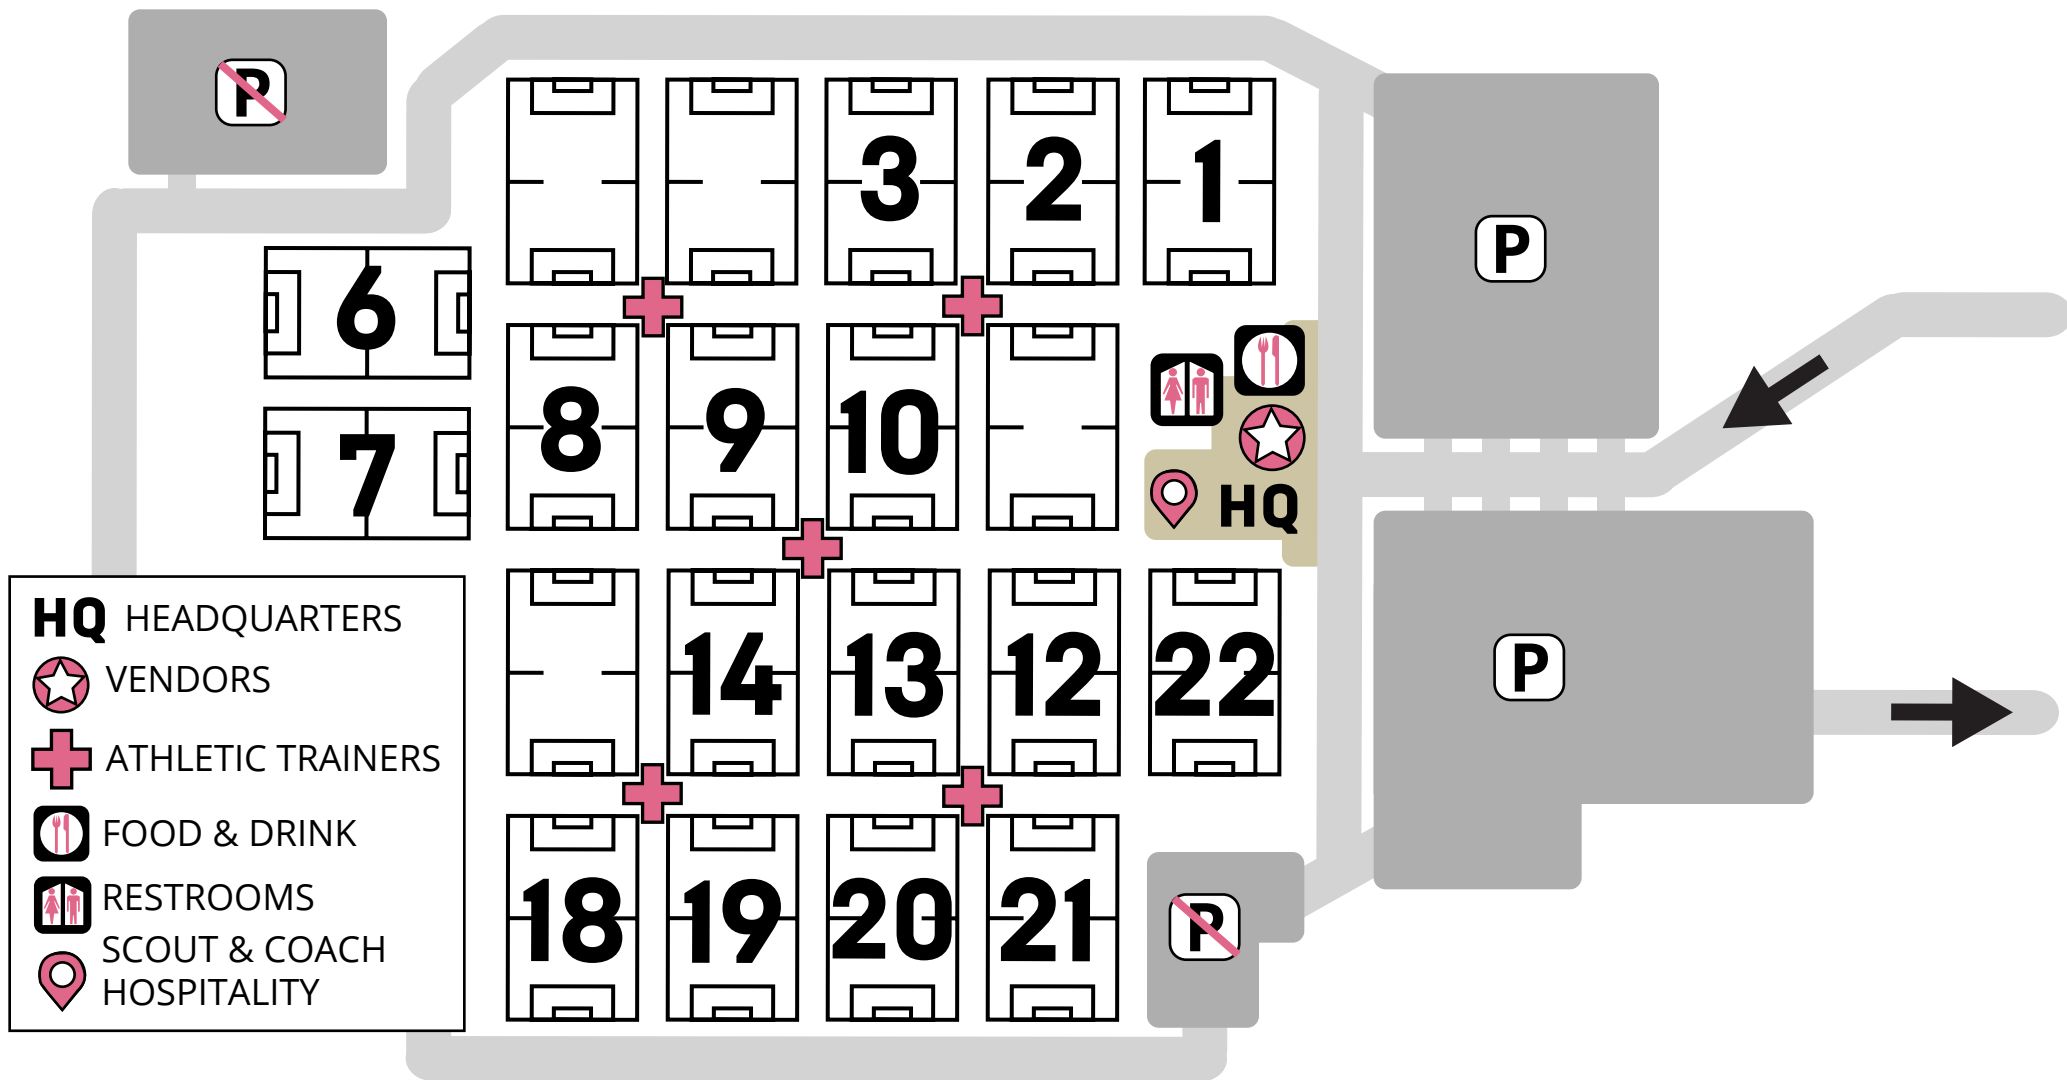 P
3
2
1
P
6
8
9
10
7
HQ
HQ HEADQUARTERS
VENDORS
ATHLETIC TRAINERS
FOOD & DRINK
RESTROOMS
SCOUT & COACH
HOSPITALITY
14
13
12
22
P
18
19
20
21
P